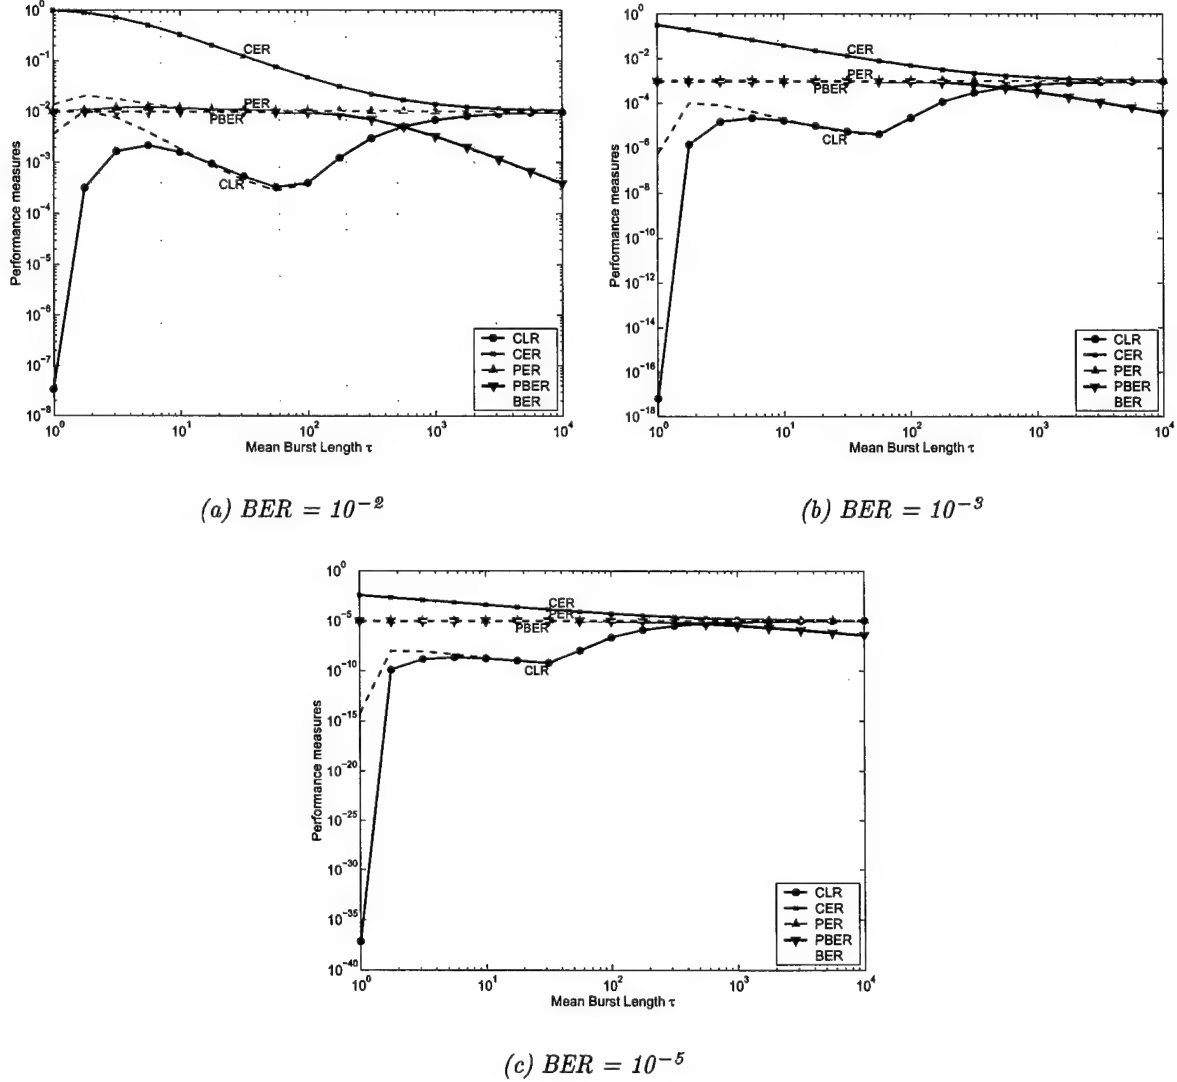 10^0
10^-1
10^-2
10^-3
10^-4
10^-5
10^-6
10^-7
10^-8
Performance measures
CER
PER
PBER
CLR
CLR
CER
PER
PBER
BER
10^0 10^1 10^2 10^3 10^4
Mean Burst Length τ
(a) BER = 10^-2
10^0
10^-2
10^-4
10^-6
10^-8
10^-10
10^-12
10^-14
10^-16
10^-18
Performance measures
CER
PER
PBER
CLR
CLR
CER
PER
PBER
BER
10^0 10^1 10^2 10^3 10^4
Mean Burst Length τ
(b) BER = 10^-3
10^0
10^-5
10^-10
10^-15
10^-20
10^-25
10^-30
10^-35
10^-40
Performance measures
CER
PER
PBER
CLR
CLR
CER
PER
PBER
BER
10^0 10^1 10^2 10^3 10^4
Mean Burst Length τ
(c) BER = 10^-5